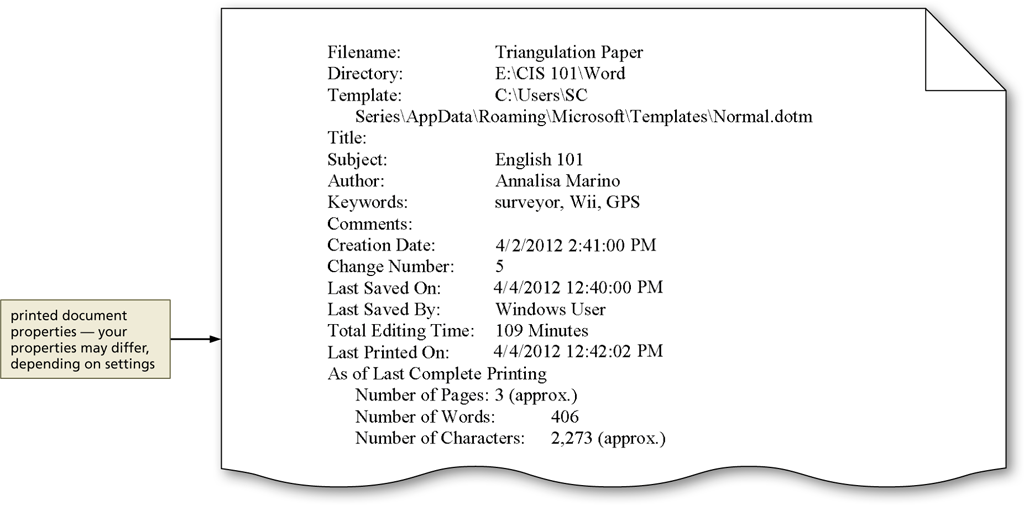 Filename: Triangulation Paper
Directory: E:\CIS 101\Word
Template: C:\Users\SC
Series\AppData\Roaming\Microsoft\Templates\Normal.dotm
Title:
Subject: English 101
Author: Annalisa Marino
Keywords: surveyor, Wii, GPS
Comments:
Creation Date: 4/2/2012 2:41:00 PM
Change Number: 5
Last Saved On: 4/4/2012 12:40:00 PM
Last Saved By: Windows User
Total Editing Time: 109 Minutes
Last Printed On: 4/4/2012 12:42:02 PM
As of Last Complete Printing
Number of Pages: 3 (approx.)
Number of Words: 406
Number of Characters: 2,273 (approx.)
printed document
properties — your
properties may differ,
depending on settings